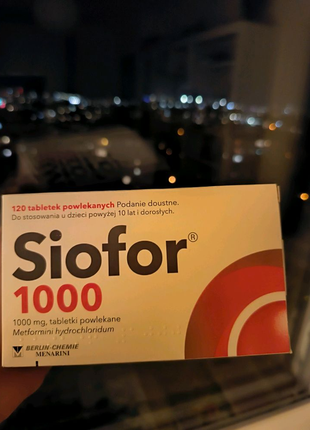 120 tabletek powlekanych Podanie doustne.
Do stosowania u dzieci powyżej 10 lat i dorosłych.
Siofor®
1000
1000 mg, tabletki powlekane
Metformini hydrochloridum
BERLIN-CHEMIE
MENARINI